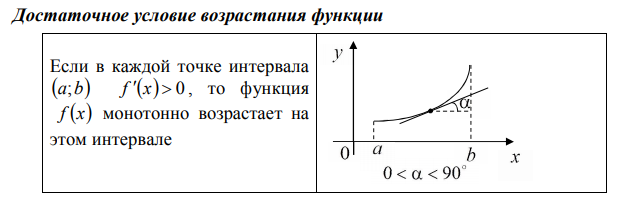 Достаточное условие возрастания функции
Если в каждой точке интервала
(a;b) f′(x)>0, то функция
f(x) монотонно возрастает на
этом интервале
y
α
0 a b x
0 < α < 90°